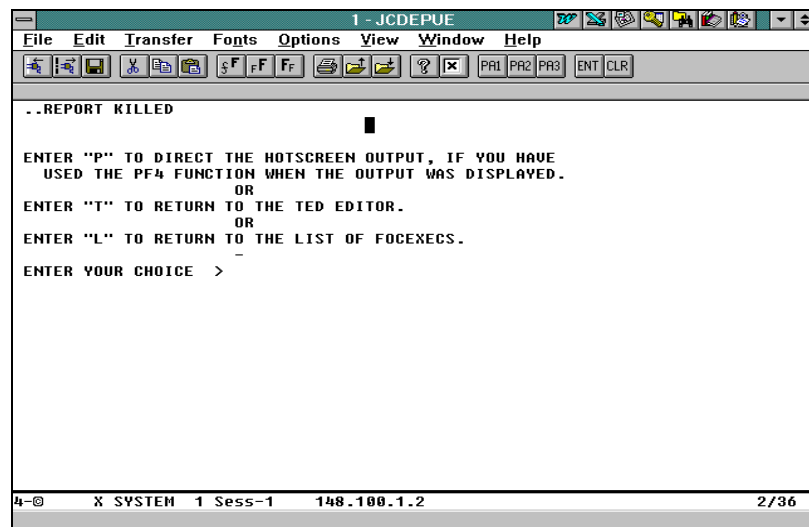 1 - JCDEPUE
File Edit Transfer Fonts Options View Window Help
PA1 PA2 PA3 ENT CLR
..REPORT KILLED
ENTER "P" TO DIRECT THE HOTSCREEN OUTPUT, IF YOU HAVE
USED THE PF4 FUNCTION WHEN THE OUTPUT WAS DISPLAYED.
OR
ENTER "T" TO RETURN TO THE TED EDITOR.
OR
ENTER "L" TO RETURN TO THE LIST OF FOCEXECS.
ENTER YOUR CHOICE >
4-© X SYSTEM 1 Sess-1 148.100.1.2 2/36